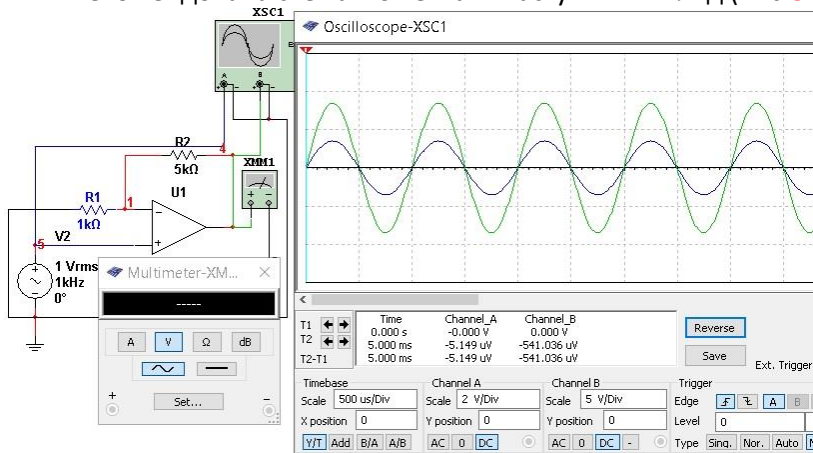 XSC1
Oscilloscope-XSC1
A
B
R2
4
5kΩ
XMM1
R1
1
U1
1kΩ
V2
5
1 Vrms
1kHz
0°
Multimeter-XM...
-----
A V Ω dB
Set...
+ -
Time Channel_A Channel_B
T1 0.000 s -0.000 V 0.000 V
T2 5.000 ms -5.149 uV -541.036 uV
T2-T1 5.000 ms -5.149 uV -541.036 uV
Reverse
Save
Ext. Trigger
Timebase Channel A Channel B Trigger
Scale 500 us/Div Scale 2 V/Div Scale 5 V/Div Edge A B
X position 0 Y position 0 Y position 0 Level 0
Y/T Add B/A A/B AC 0 DC AC 0 DC - Type Sing. Nor. Auto